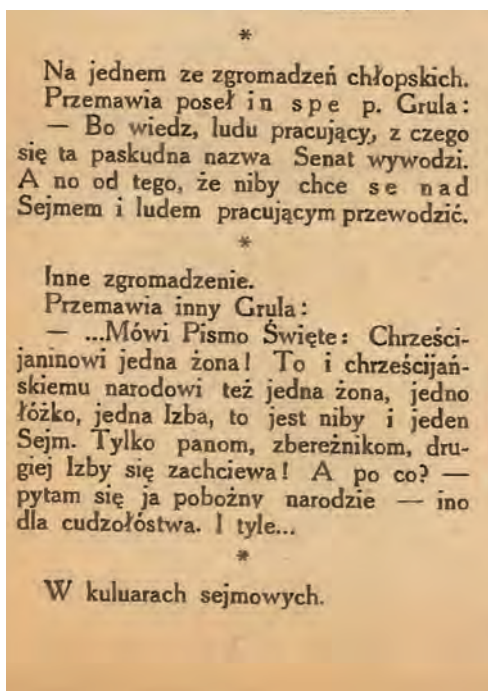 *
Na jednem ze zgromadzeń chłopskich.
Przemawia poseł in spe p. Grula:
— Bo wiedz, ludu pracujący, z czego
się ta paskudna nazwa Senat wywodzi.
A no od tego, że niby chce se nad
Sejmem i ludem pracującym przewodzić.
*
Inne zgromadzenie.
Przemawia inny Grula:
— ...Mówi Pismo Święte: Chrześci-
janinowi jedna żona! To i chrześcijań-
skiemu narodowi też jedna żona, jedno
łóżko, jedna Izba, to jest niby i jeden
Sejm. Tylko panom, zbereźnikom, dru-
giej Izby się zachciewa! A po co? —
pytam się ja pobożny narodzie — ino
dla cudzołóstwa. I tyle...
*
W kuluarach sejmowych.